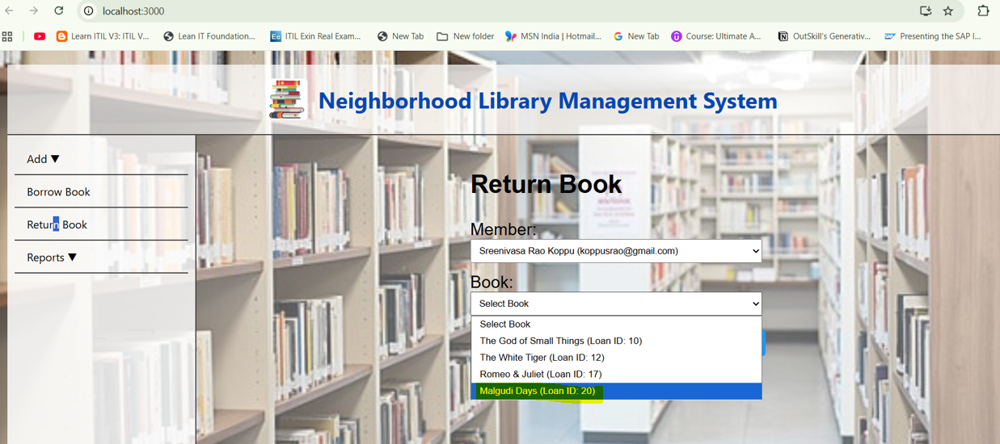 localhost:3000
Learn ITIL V3: ITIL V... Lean IT Foundation... Ec ITIL Exin Real Exam... New Tab New folder MSN India | Hotmail... New Tab Course: Ultimate A... OutSkill's Generativ... SAP Presenting the SAP I...
Neighborhood Library Management System
Add ▼
Borrow Book
Return Book
Reports ▼
Return Book
Member:
Sreenivasa Rao Koppu (koppusrao@gmail.com)
Book:
Select Book
Select Book
The God of Small Things (Loan ID: 10)
The White Tiger (Loan ID: 12)
Romeo & Juliet (Loan ID: 17)
Malgudi Days (Loan ID: 20)